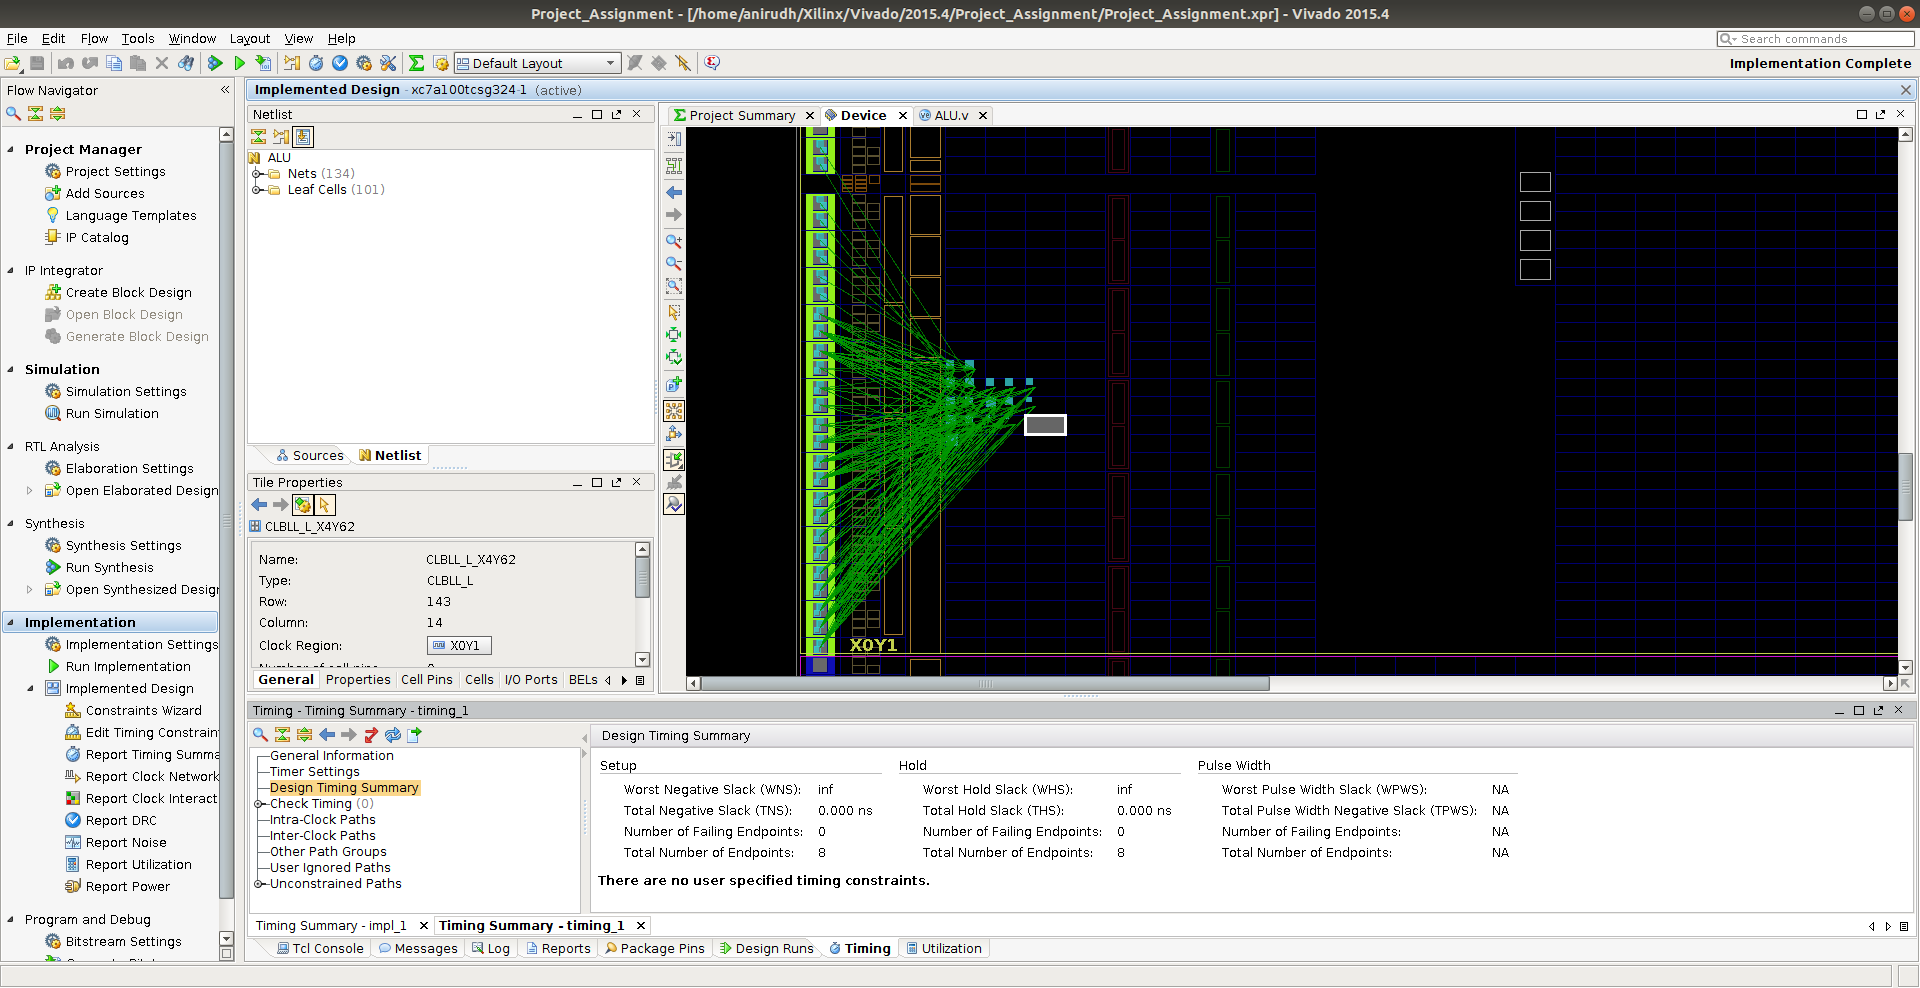 Project_Assignment - [/home/anirudh/Xilinx/Vivado/2015.4/Project_Assignment/Project_Assignment.xpr] - Vivado 2015.4
File Edit Flow Tools Window Layout View Help
Search commands
Default Layout
Implementation Complete
Flow Navigator
Project Manager
Project Settings
Add Sources
Language Templates
IP Catalog
IP Integrator
Create Block Design
Open Block Design
Generate Block Design
Simulation
Simulation Settings
Run Simulation
RTL Analysis
Elaboration Settings
Open Elaborated Design
Synthesis
Synthesis Settings
Run Synthesis
Open Synthesized Desig
Implementation
Implementation Settings
Run Implementation
Implemented Design
Constraints Wizard
Edit Timing Constrain
Report Timing Summa
Report Clock Network
Report Clock Interact
Report DRC
Report Noise
Report Utilization
Report Power
Program and Debug
Bitstream Settings
Implemented Design - xc7a100tcsg324-1 (active)
Netlist
ALU
Nets (134)
Leaf Cells (101)
Sources Netlist
Tile Properties
CLBLL_L_X4Y62
Name: CLBLL_L_X4Y62
Type: CLBLL_L
Row: 143
Column: 14
Clock Region: X0Y1
General Properties Cell Pins Cells I/O Ports BELs
Project Summary Device ALU.v
X0Y1
Timing - Timing Summary - timing_1
General Information
Timer Settings
Design Timing Summary
Check Timing (0)
Intra-Clock Paths
Inter-Clock Paths
Other Path Groups
User Ignored Paths
Unconstrained Paths
Design Timing Summary
Setup Hold Pulse Width
Worst Negative Slack (WNS): inf Worst Hold Slack (WHS): inf Worst Pulse Width Slack (WPWS): NA
Total Negative Slack (TNS): 0.000 ns Total Hold Slack (THS): 0.000 ns Total Pulse Width Negative Slack (TPWS): NA
Number of Failing Endpoints: 0 Number of Failing Endpoints: 0 Number of Failing Endpoints: NA
Total Number of Endpoints: 8 Total Number of Endpoints: 8 Total Number of Endpoints: NA
There are no user specified timing constraints.
Timing Summary - impl_1 Timing Summary - timing_1
Tcl Console Messages Log Reports Package Pins Design Runs Timing Utilization